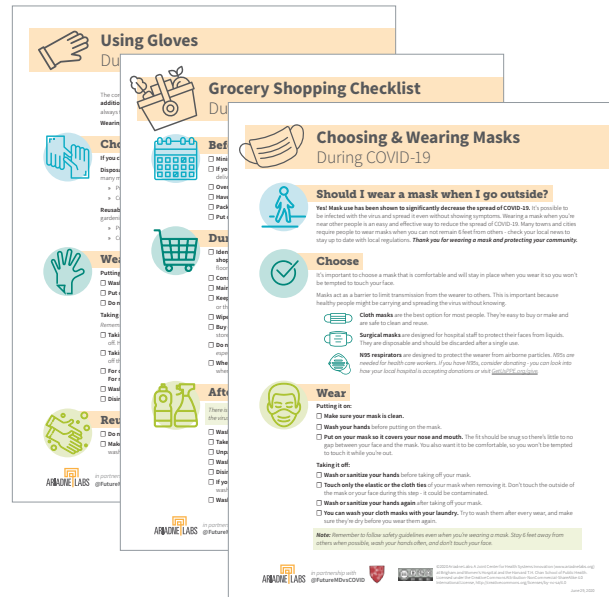 Using Gloves
Du
The con
additio
always
Wearin
Cho
If you c
Dispos
many m
Reusab
garden
Wea
Putting
Wash
Put o
Do n
Taking
Reme
Takin
off. H
Takin
off th
For s
For s
Wash
Disin
Reu
Do n
Make
wash
ARIADNE LABS
in partner
@FutureM
Grocery Shopping Checklist
Du
Befo
Minim
If you
deliv
Over
Have
Pack
Put o
Duri
Iden
shop
floor
Cons
Main
Keep
or th
Wipe
Buy
store
Do n
espe
Whe
whe
Afte
There is
the viru
Wash
Take
Unpa
Wash
Disin
If you
wash
Wash
ARIADNE LABS
in partner
@FutureM
Choosing & Wearing Masks
During COVID-19
Should I wear a mask when I go outside?
Yes! Mask use has been shown to significantly decrease the spread of COVID-19. It's possible to
be infected with the virus and spread it even without showing symptoms. Wearing a mask when you're
near other people is an easy and effective way to reduce the spread of COVID-19. Many towns and cities
require people to wear masks when you can not remain 6 feet from others - check your local news to
stay up to date with local regulations. Thank you for wearing a mask and protecting your community.
Choose
It's important to choose a mask that is comfortable and will stay in place when you wear it so you won't
be tempted to touch your face.
Masks act as a barrier to limit transmission from the wearer to others. This is important because
healthy people might be carrying and spreading the virus without knowing.
Cloth masks are the best option for most people. They're easy to buy or make and
are safe to clean and reuse.
Surgical masks are designed for hospital staff to protect their faces from liquids.
They are disposable and should be discarded after a single use.
N95 respirators are designed to protect the wearer from airborne particles. N95s are
needed for health care workers. If you have N95s, consider donating - you can look into
how your local hospital is accepting donations or visit GetUsPPE.org/give.
Wear
Putting it on:
Make sure your mask is clean.
Wash your hands before putting on the mask.
Put on your mask so it covers your nose and mouth. The fit should be snug so there's little to no
gap between your face and the mask. You also want it to be comfortable, so you won't be tempted
to touch it while you're out.
Taking it off:
Wash or sanitize your hands before taking off your mask.
Touch only the elastic or the cloth ties of your mask when removing it. Don't touch the outside of
the mask or your face during this step - it could be contaminated.
Wash or sanitize your hands again after taking off your mask.
You can wash your cloth masks with your laundry. Try to wash them after every wear, and make
sure they're dry before you wear them again.
Note: Remember to follow safety guidelines even when you're wearing a mask. Stay 6 feet away from
others when possible, wash your hands often, and don't touch your face.
ARIADNE LABS
in partnership with
@FutureMDvsCOVID